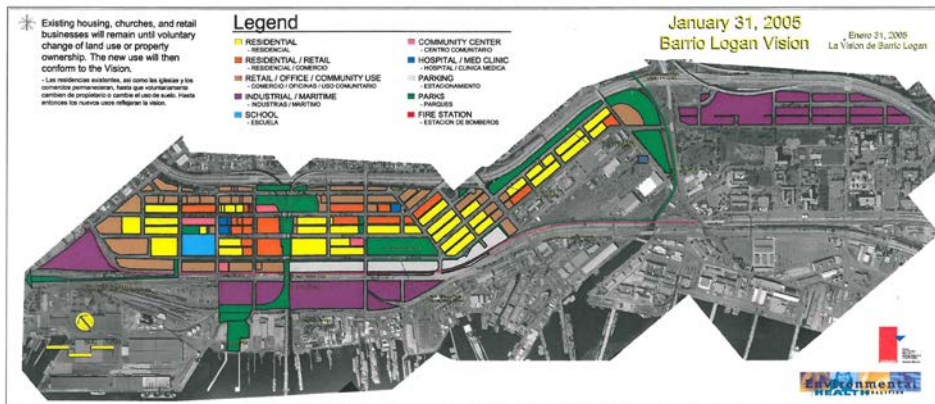 Existing housing, churches, and retail
businesses will remain until voluntary
change of land use or property
ownership. The new use will then
conform to the Vision.
- Las residencias existentes, asi como las iglesias y los
comercios permaneceran, hasta que voluntariamente
cambien de propietario o cambie el uso de suelo. Hasta
entonces los nuevos usos reflejaran la vision.
Legend
RESIDENTIAL
- RESIDENCIAL
RESIDENTIAL / RETAIL
- RESIDENCIAL / COMERCIO
RETAIL / OFFICE / COMMUNITY USE
- COMERCIO / OFICINAS / USO COMUNITARIO
INDUSTRIAL / MARITIME
- INDUSTRIAS / MARITIMO
SCHOOL
- ESCUELA
COMMUNITY CENTER
- CENTRO COMUNITARIO
HOSPITAL / MED CLINIC
- HOSPITAL / CLINICA MEDICA
PARKING
- ESTACIONAMIENTO
PARKS
- PARQUES
FIRE STATION
- ESTACION DE BOMBEROS
January 31, 2005
Barrio Logan Vision
Enero 31, 2005
La Vision de Barrio Logan
Environmental
HEALTH COALITION